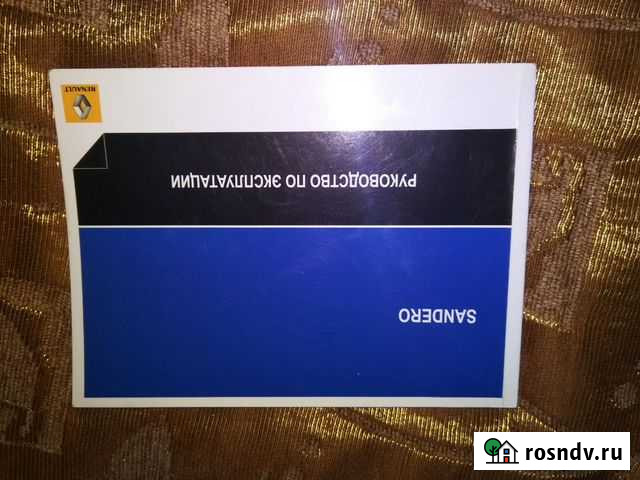 SANDERO
РУКОВОДСТВО ПО ЭКСПЛУАТАЦИИ
RENAULT
rosndv.ru